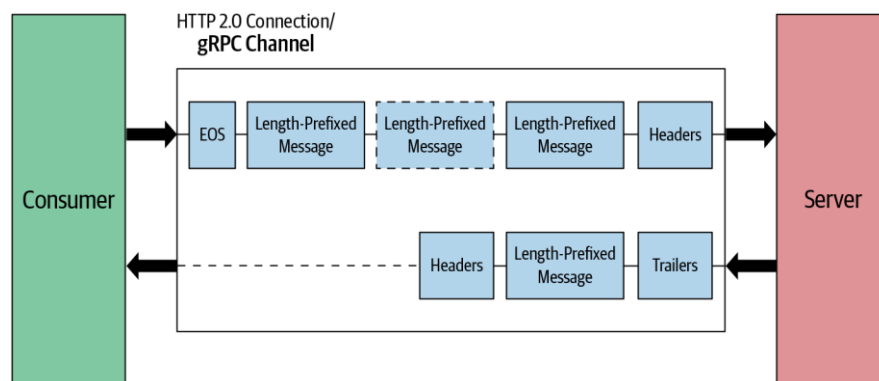 HTTP 2.0 Connection/
gRPC Channel
Consumer
EOS
Length-Prefixed
Message
Length-Prefixed
Message
Length-Prefixed
Message
Headers
Server
Headers
Length-Prefixed
Message
Trailers